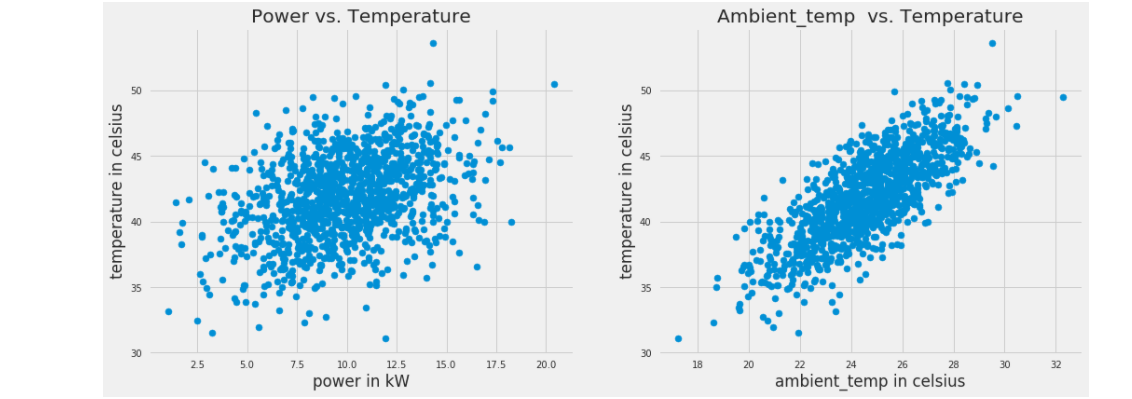 Power vs. Temperature
temperature in celsius
50
45
40
35
30
2.5 5.0 7.5 10.0 12.5 15.0 17.5 20.0
power in kW
Ambient_temp vs. Temperature
temperature in celsius
50
45
40
35
30
18 20 22 24 26 28 30 32
ambient_temp in celsius